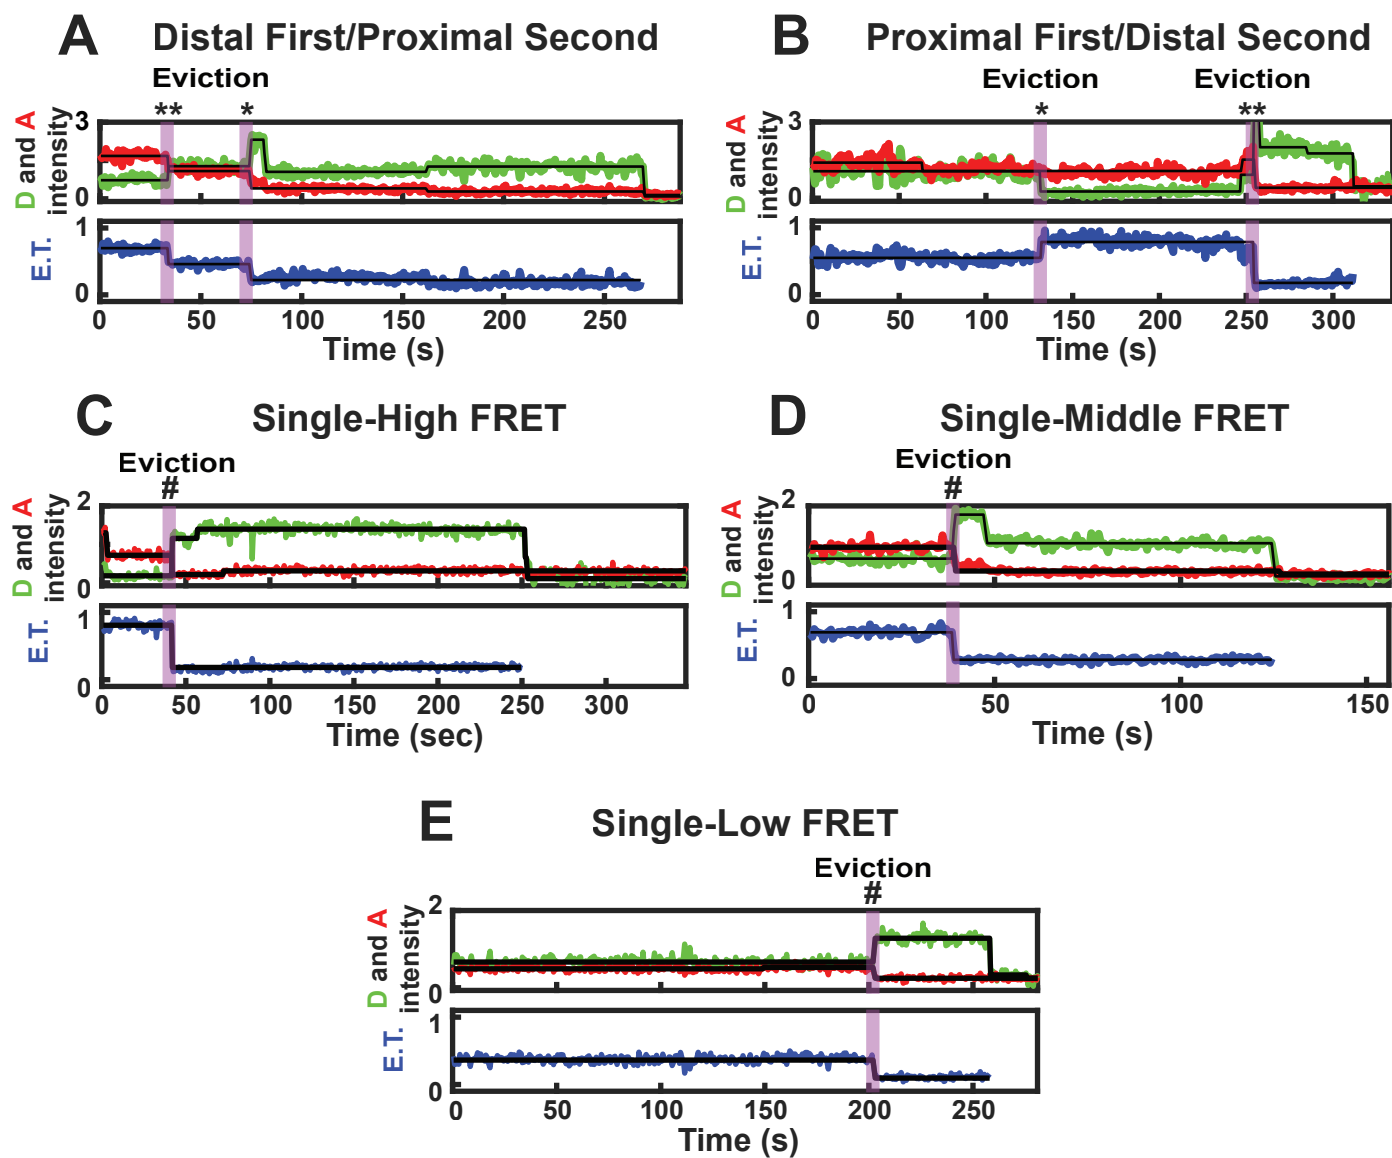 A Distal First/Proximal Second
Eviction
** *
D and A
intensity
3
0
E.T.
1
0
0 50 100 150 200 250
Time (s)
B Proximal First/Distal Second
Eviction Eviction
* **
3
0
D and A
intensity
E.T.
1
0
0 50 100 150 200 250 300
Time (s)
C Single-High FRET
Eviction
#
D and A
intensity
2
0
E.T.
1
0
0 50 100 150 200 250 300
Time (sec)
D Single-Middle FRET
Eviction
#
D and A
intensity
2
0
E.T.
1
0
0 50 100 150
Time (s)
E Single-Low FRET
Eviction
#
D and A
intensity
2
0
E.T.
1
0
0 50 100 150 200 250
Time (s)